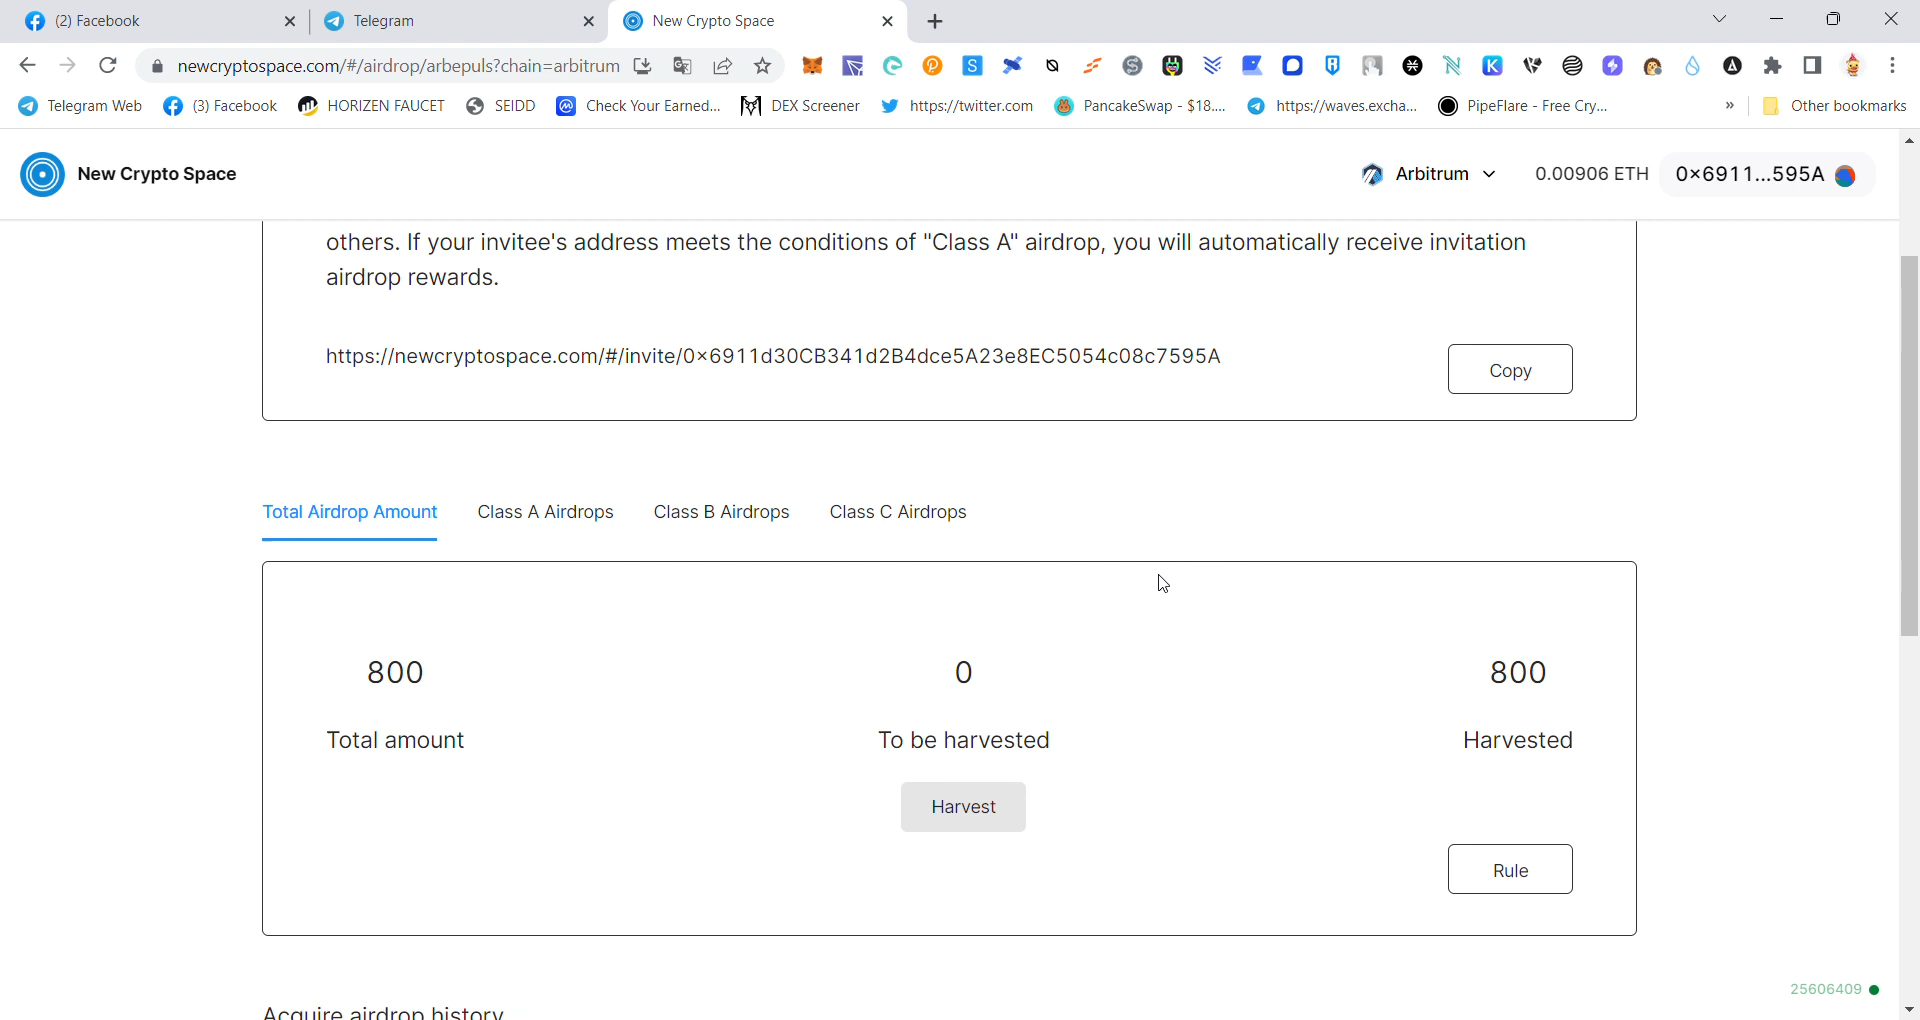 (2) Facebook
Telegram
New Crypto Space
newcryptospace.com/#/airdrop/arbepuls?chain=arbitrum
Telegram Web
(3) Facebook
HORIZEN FAUCET
SEIDD
Check Your Earned...
DEX Screener
https://twitter.com
PancakeSwap - $18....
https://waves.excha...
PipeFlare - Free Cry...
»
Other bookmarks
New Crypto Space
Arbitrum
0.00906 ETH
0×6911...595A
others. If your invitee's address meets the conditions of "Class A" airdrop, you will automatically receive invitation
airdrop rewards.
https://newcryptospace.com/#/invite/0×6911d30CB341d2B4dce5A23e8EC5054c08c7595A
Copy
Total Airdrop Amount
Class A Airdrops
Class B Airdrops
Class C Airdrops
800
0
800
Total amount
To be harvested
Harvested
Harvest
Rule
25606409
Acquire airdrop history